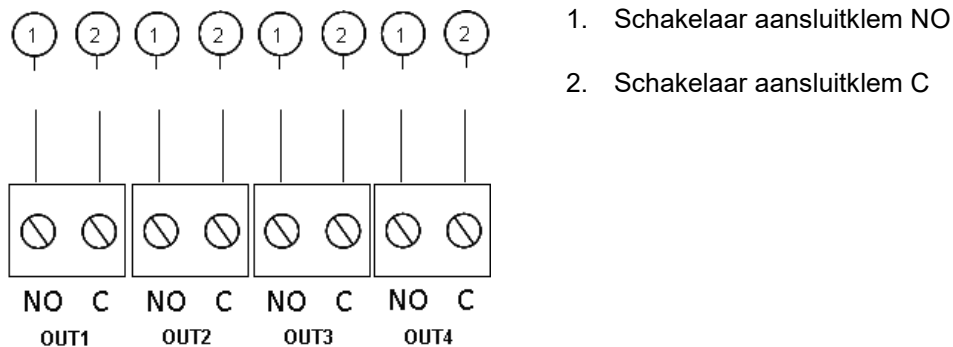 1 2 1 2 1 2 1 2
1. Schakelaar aansluitklem NO
2. Schakelaar aansluitklem C
NO C NO C NO C NO C
OUT1 OUT2 OUT3 OUT4